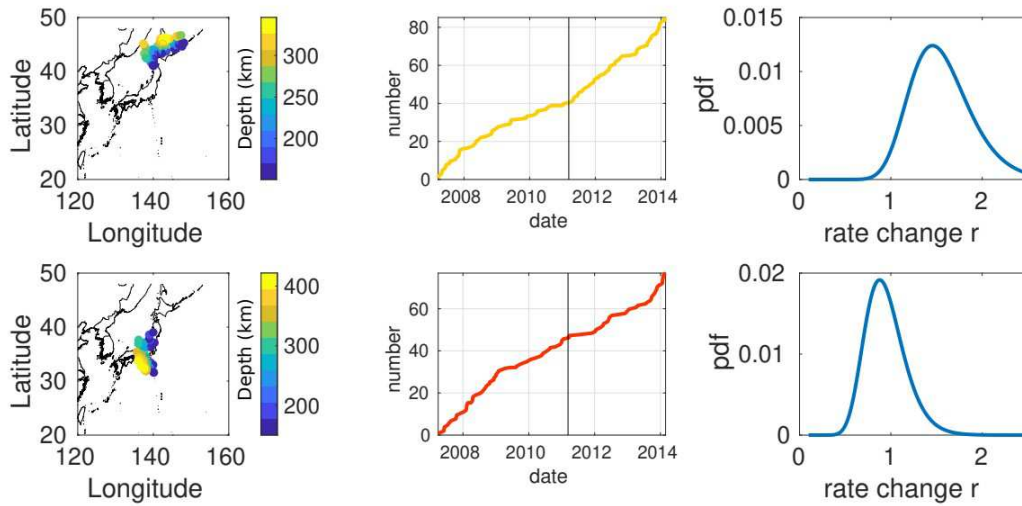 50
40
30
20
Latitude
120 140 160
Longitude
300
250
200
150
Depth (km)
80
60
40
20
0
number
2008 2010 2012 2014
date
0.015
0.01
0.005
0
pdf
0 1 2
rate change r
50
40
30
20
Latitude
120 140 160
Longitude
400
300
200
Depth (km)
60
40
20
0
number
2008 2010 2012 2014
date
0.02
0.01
0
pdf
0 1 2
rate change r